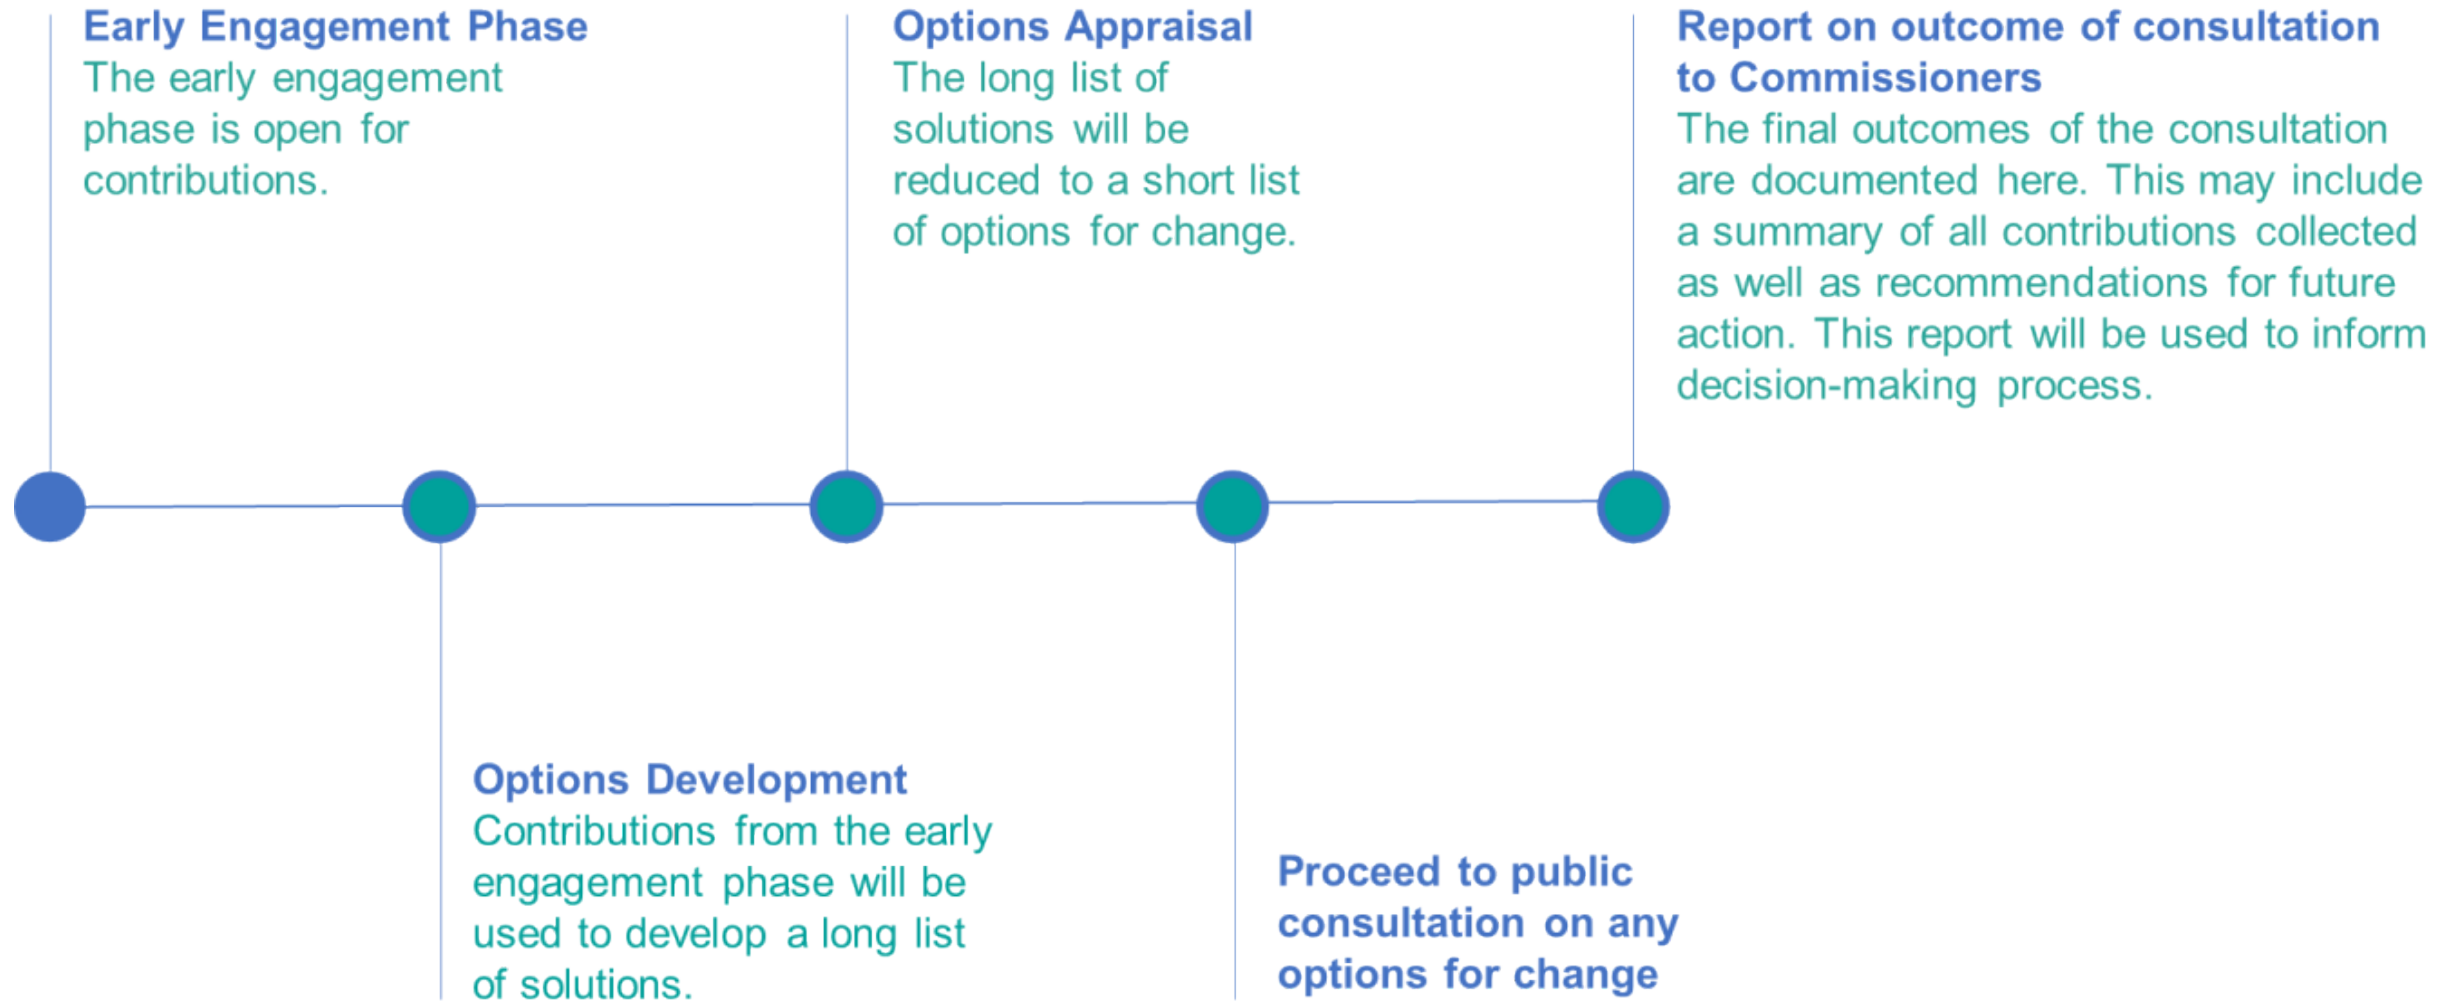 Early Engagement Phase
The early engagement
phase is open for
contributions.
Options Development
Contributions from the early
engagement phase will be
used to develop a long list
of solutions.
Options Appraisal
The long list of
solutions will be
reduced to a short list
of options for change.
Proceed to public
consultation on any
options for change
Report on outcome of consultation
to Commissioners
The final outcomes of the consultation
are documented here. This may include
a summary of all contributions collected
as well as recommendations for future
action. This report will be used to inform
decision-making process.